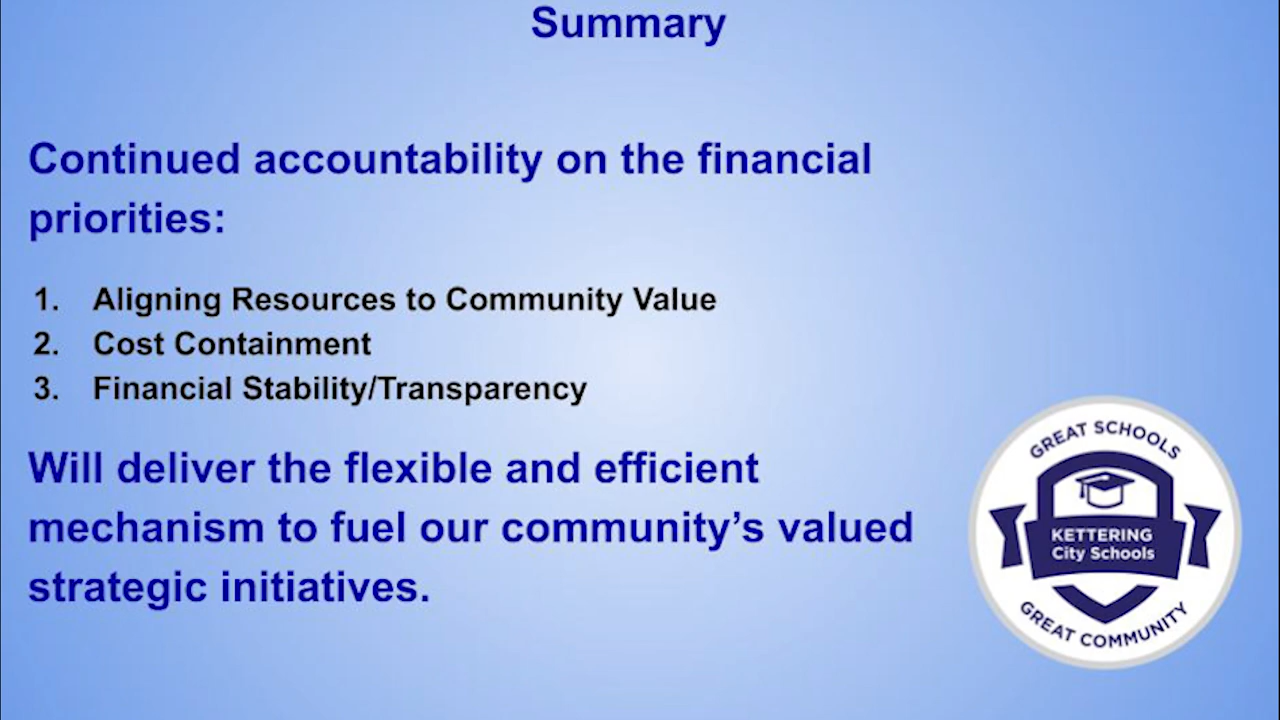 Summary
Continued accountability on the financial
priorities:
1. Aligning Resources to Community Value
2. Cost Containment
3. Financial Stability/Transparency
Will deliver the flexible and efficient
mechanism to fuel our community’s valued
strategic initiatives.
GREAT SCHOOLS
KETTERING
City Schools
GREAT COMMUNITY